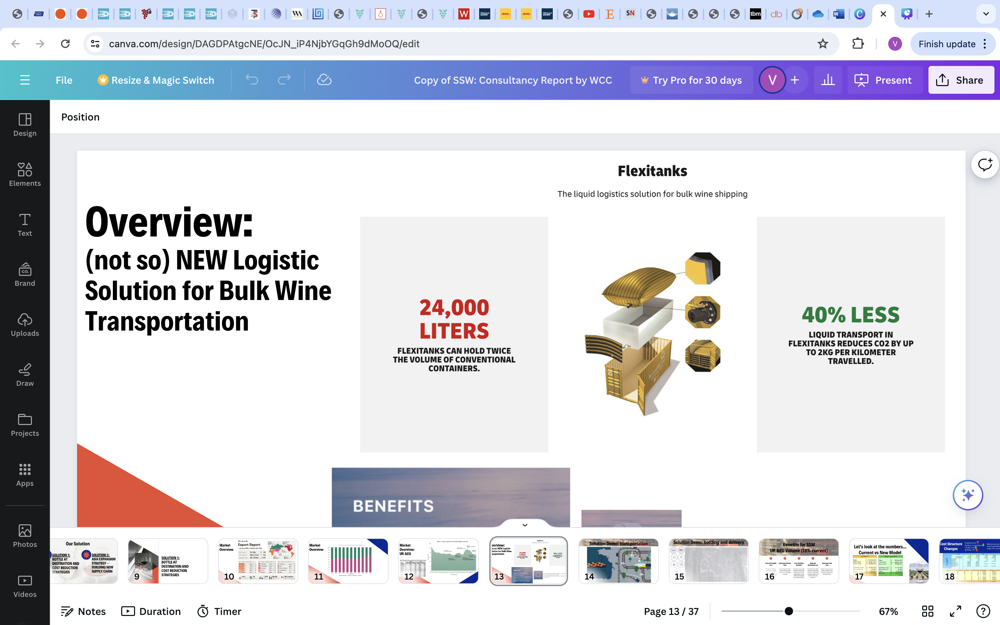 canva.com/design/DAGDPAtgcNE/OcJN_iP4NjbYGqGh9dMoOQ/edit
V
Finish update
File
Resize & Magic Switch
Copy of SSW: Consultancy Report by WCC
Try Pro for 30 days
V
Present
Share
Position
Design
Elements
Text
Brand
Uploads
Draw
Projects
Apps
Photos
Videos
Overview:
(not so) NEW Logistic
Solution for Bulk Wine
Transportation
Flexitanks
The liquid logistics solution for bulk wine shipping
24,000
LITERS
FLEXITANKS CAN HOLD TWICE
THE VOLUME OF CONVENTIONAL
CONTAINERS.
40% LESS
LIQUID TRANSPORT IN
FLEXITANKS REDUCES CO2 BY UP
TO 2KG PER KILOMETER
TRAVELLED.
BENEFITS
Our Solution
SOLUTION 1:
BOTTLE AT
DESTINATION AND
COST REDUCTION
STRATEGIES
SOLUTION 2:
ASIA EXPANSION
STRATEGY –
BUILDING NEW
SUPPLY CHAIN
9
SOLUTION 1:
BOTTLE AT
DESTINATION AND
COST REDUCTION
STRATEGIES
10
Market
Overview
Export Report
11
Market
Overview
12
Market
Overview:
UK &EU
13
14
Solution Demo: transportation
15
Solution Demo: bottling and delivery
16
Benefits for SSW
UK &EU Volume (78% current)
17
Let's look at the numbers...
Current vs New Model
18
Cost Structure
Changes
Notes
Duration
Timer
Page 13 / 37
67%